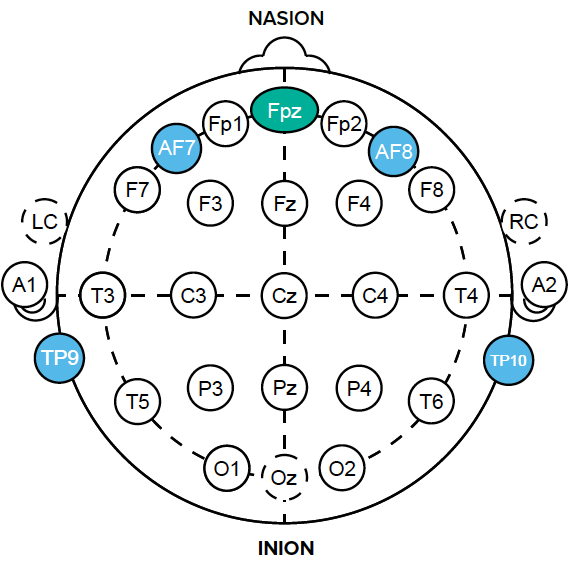 NASION
Fp1 Fpz Fp2
AF7 AF8
F7 F3 Fz F4 F8
LC RC
A1 T3 C3 Cz C4 T4 A2
TP9 TP10
T5 P3 Pz P4 T6
O1 Oz O2
INION